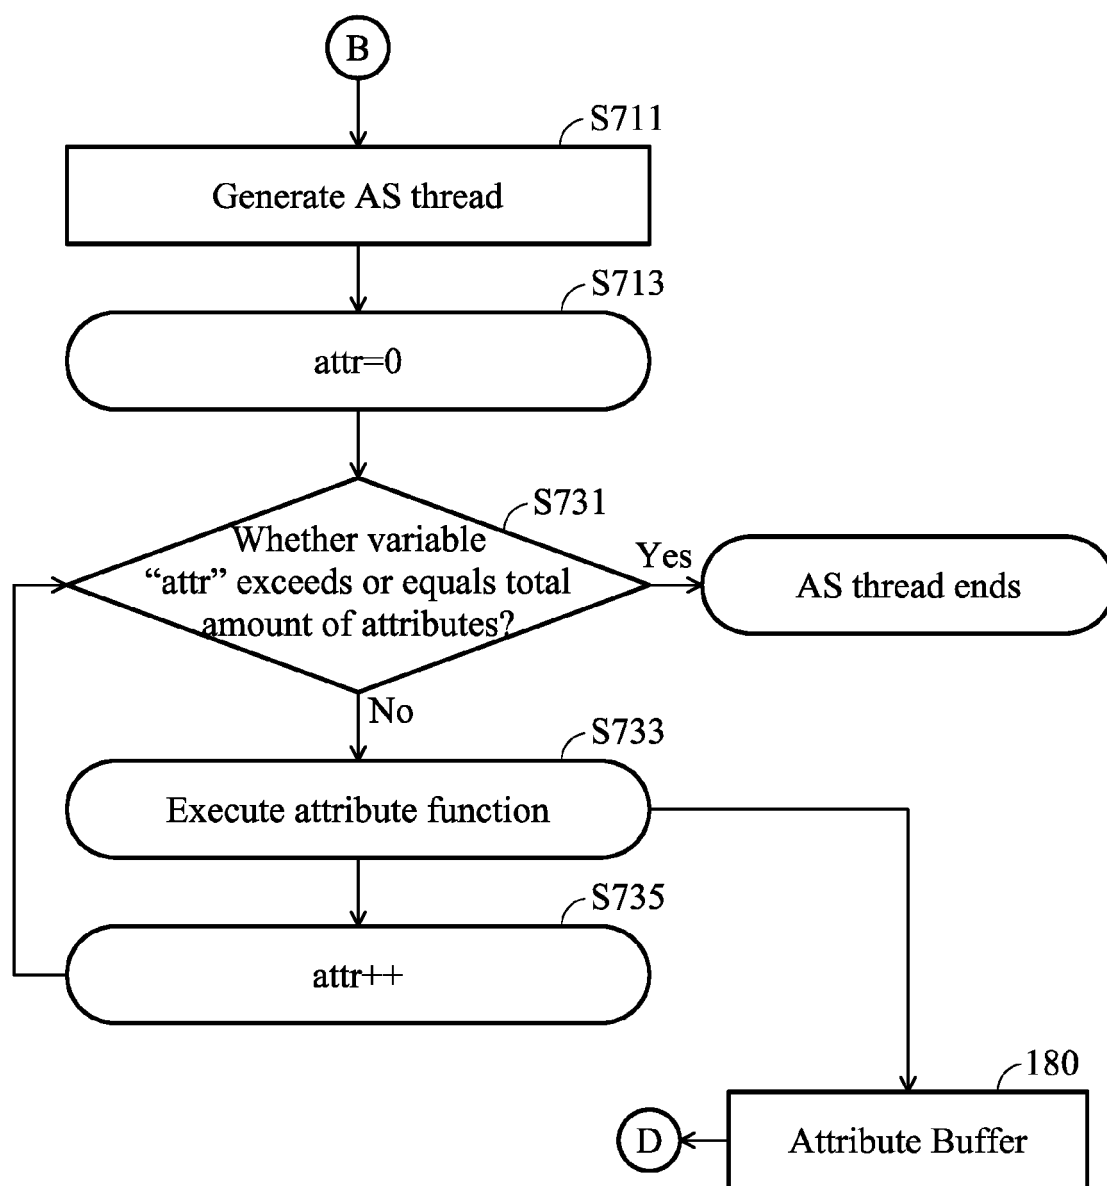 B
S711
Generate AS thread
S713
attr=0
S731
Whether variable
“attr” exceeds or equals total
amount of attributes?
Yes
AS thread ends
No
S733
Execute attribute function
S735
attr++
180
D
Attribute Buffer